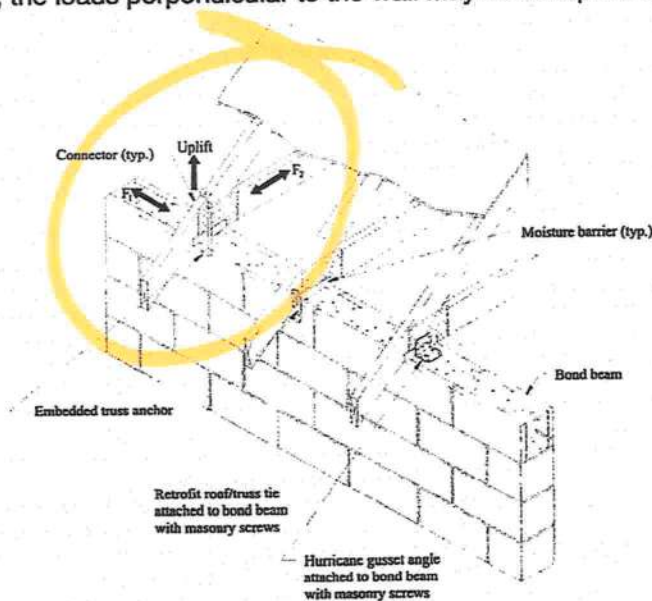 the loads perpendicular to the wall may
Connector (typ.)
Uplift
F₁
F₂
Moisture barrier (typ.)
Bond beam
Embedded truss anchor
Retrofit roof/truss tie
attached to bond beam
with masonry screws
Hurricane gusset angle
attached to bond beam
with masonry screws